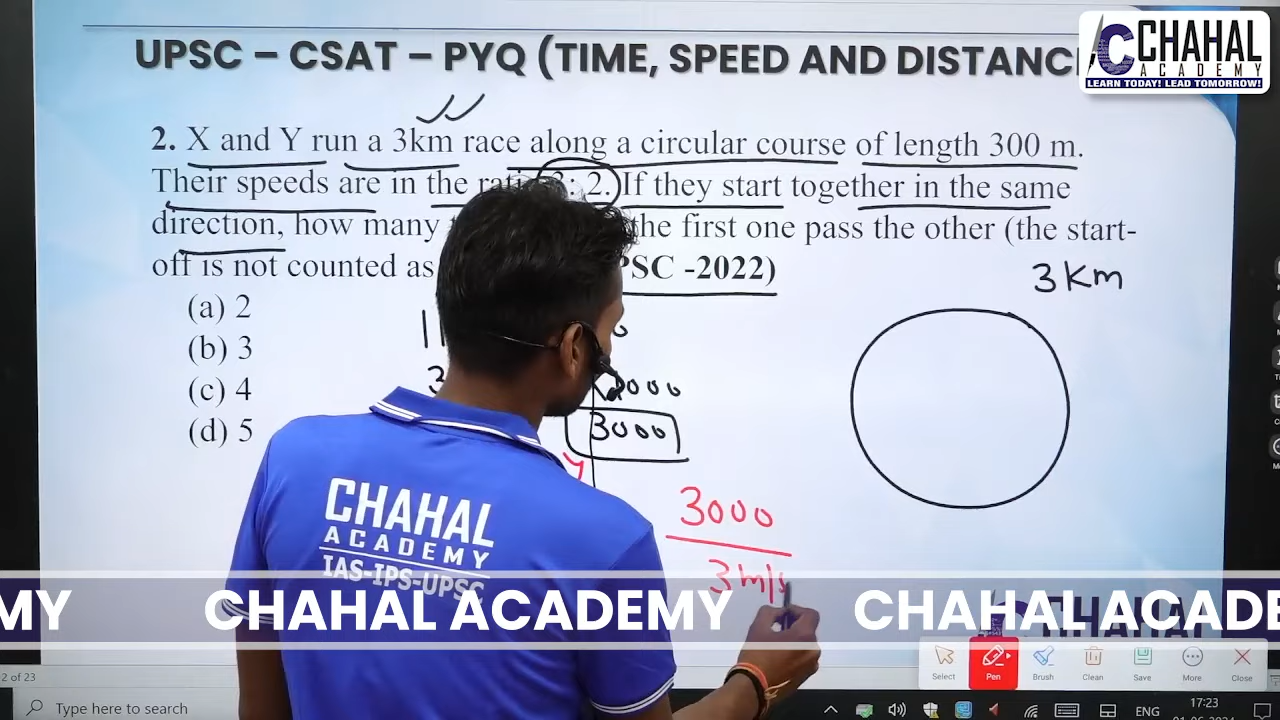 UPSC – CSAT – PYQ (TIME, SPEED AND DISTANC
CHAHAL
ACADEMY
LEARN TODAY! LEAD TOMORROW!
2. X and Y run a 3km race along a circular course of length 300 m.
Their speeds are in the 3: 2. If they start together in the same
direction, how many the first one pass the other (the start-
off is not counted as PSC -2022)
3 Km
(a) 2
(b) 3
(c) 4
(d) 5
3000
y
3000
3 m/s
CHAHAL
ACADEMY
IAS-IPS-UPSC
MY CHAHAL ACADEMY CHAHAL ACADE
CHAHAL
Select Pen Brush Clean Save More Close
2 of 23
Type here to search
ENG
17:23